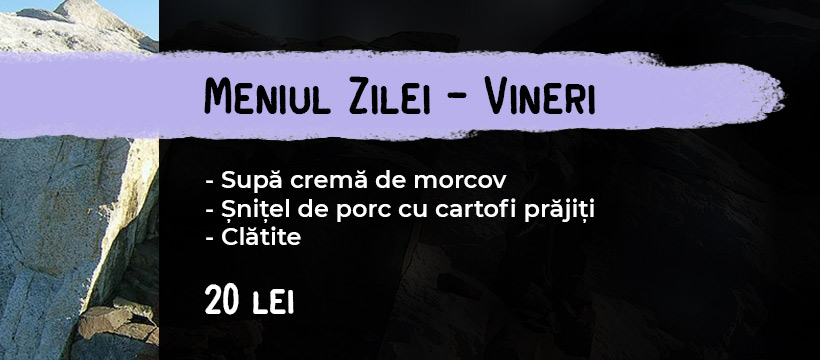 Meniul Zilei - Vineri
- Supă cremă de morcov
- Șnițel de porc cu cartofi prăjiți
- Clătite
20 lei